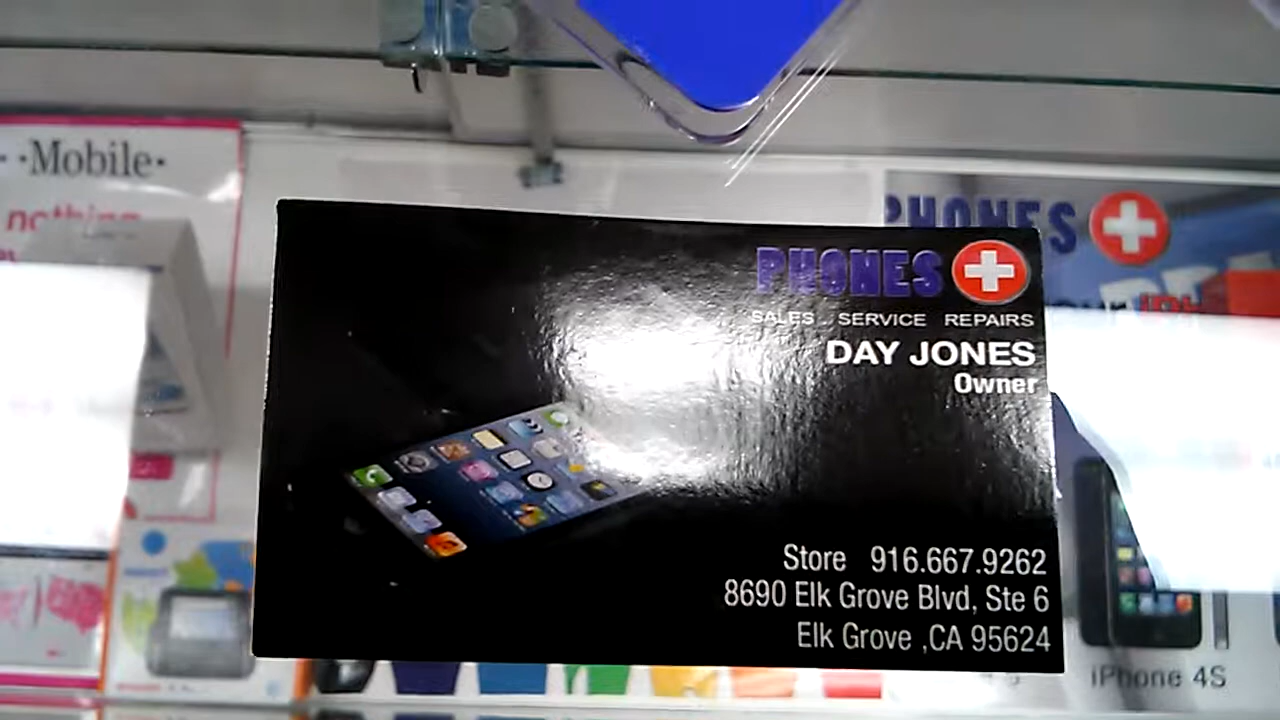 ·Mobile·
nothing
PHONES
PHONES
SALES SERVICE REPAIRS
DAY JONES
Owner
Store 916.667.9262
8690 Elk Grove Blvd, Ste 6
Elk Grove ,CA 95624
iPhone 4S